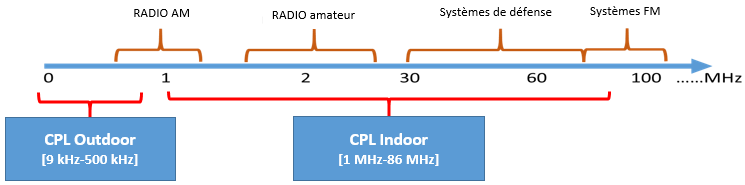 RADIO AM
RADIO amateur
Systèmes de défense
Systèmes FM
0 1 2 30 60 100 ......MHz
CPL Outdoor
[9 kHz-500 kHz]
CPL Indoor
[1 MHz-86 MHz]